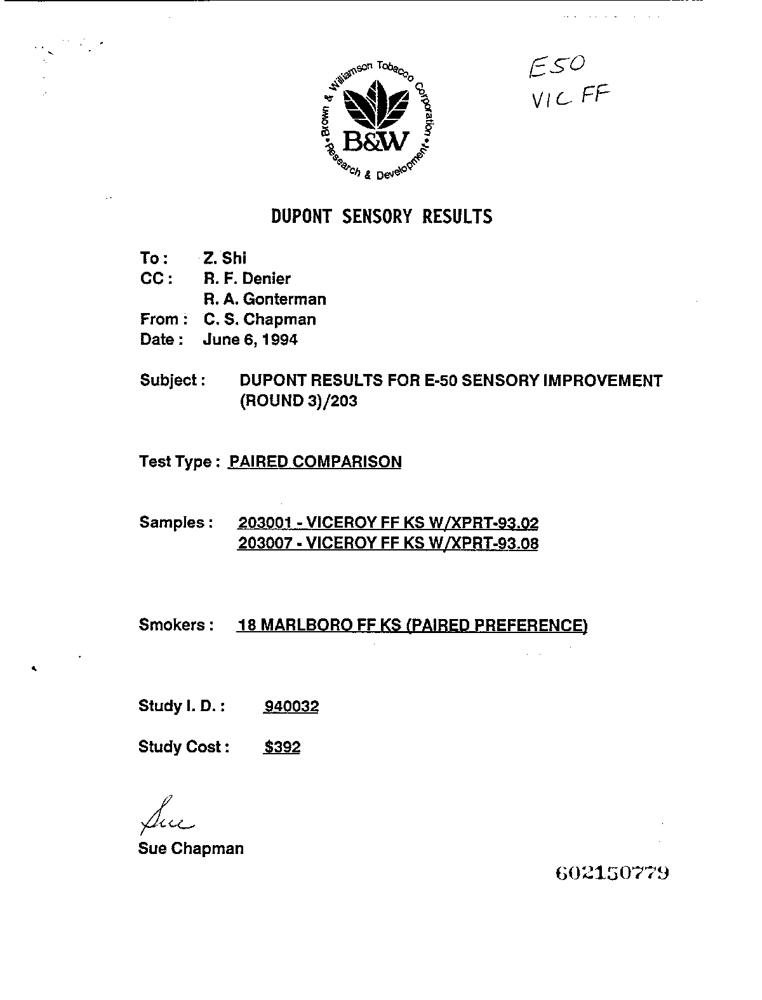 E50
VIC FF
Brown & Williamson Tobacco Corporation
B&W
Research & Development
DUPONT SENSORY RESULTS
To : Z. Shi
CC : R. F. Denier
R. A. Gonterman
From : C. S. Chapman
Date : June 6, 1994
Subject : DUPONT RESULTS FOR E-50 SENSORY IMPROVEMENT
(ROUND 3)/203
Test Type : PAIRED COMPARISON
Samples : 203001 - VICEROY FF KS W/XPRT-93.02
203007 - VICEROY FF KS W/XPRT-93.08
Smokers : 18 MARLBORO FF KS (PAIRED PREFERENCE)
Study I. D. : 940032
Study Cost : $392
Sue
Sue Chapman
602150779